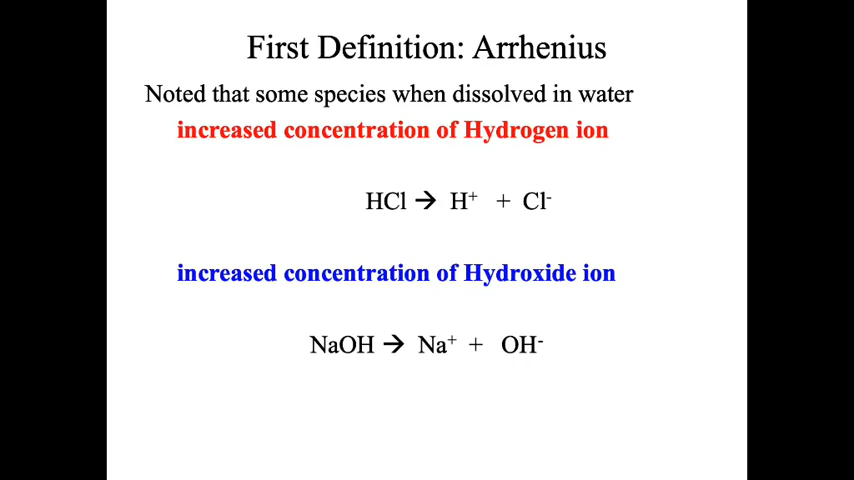 First Definition: Arrhenius
Noted that some species when dissolved in water
increased concentration of Hydrogen ion
HCl → H⁺ + Cl⁻
increased concentration of Hydroxide ion
NaOH → Na⁺ + OH⁻